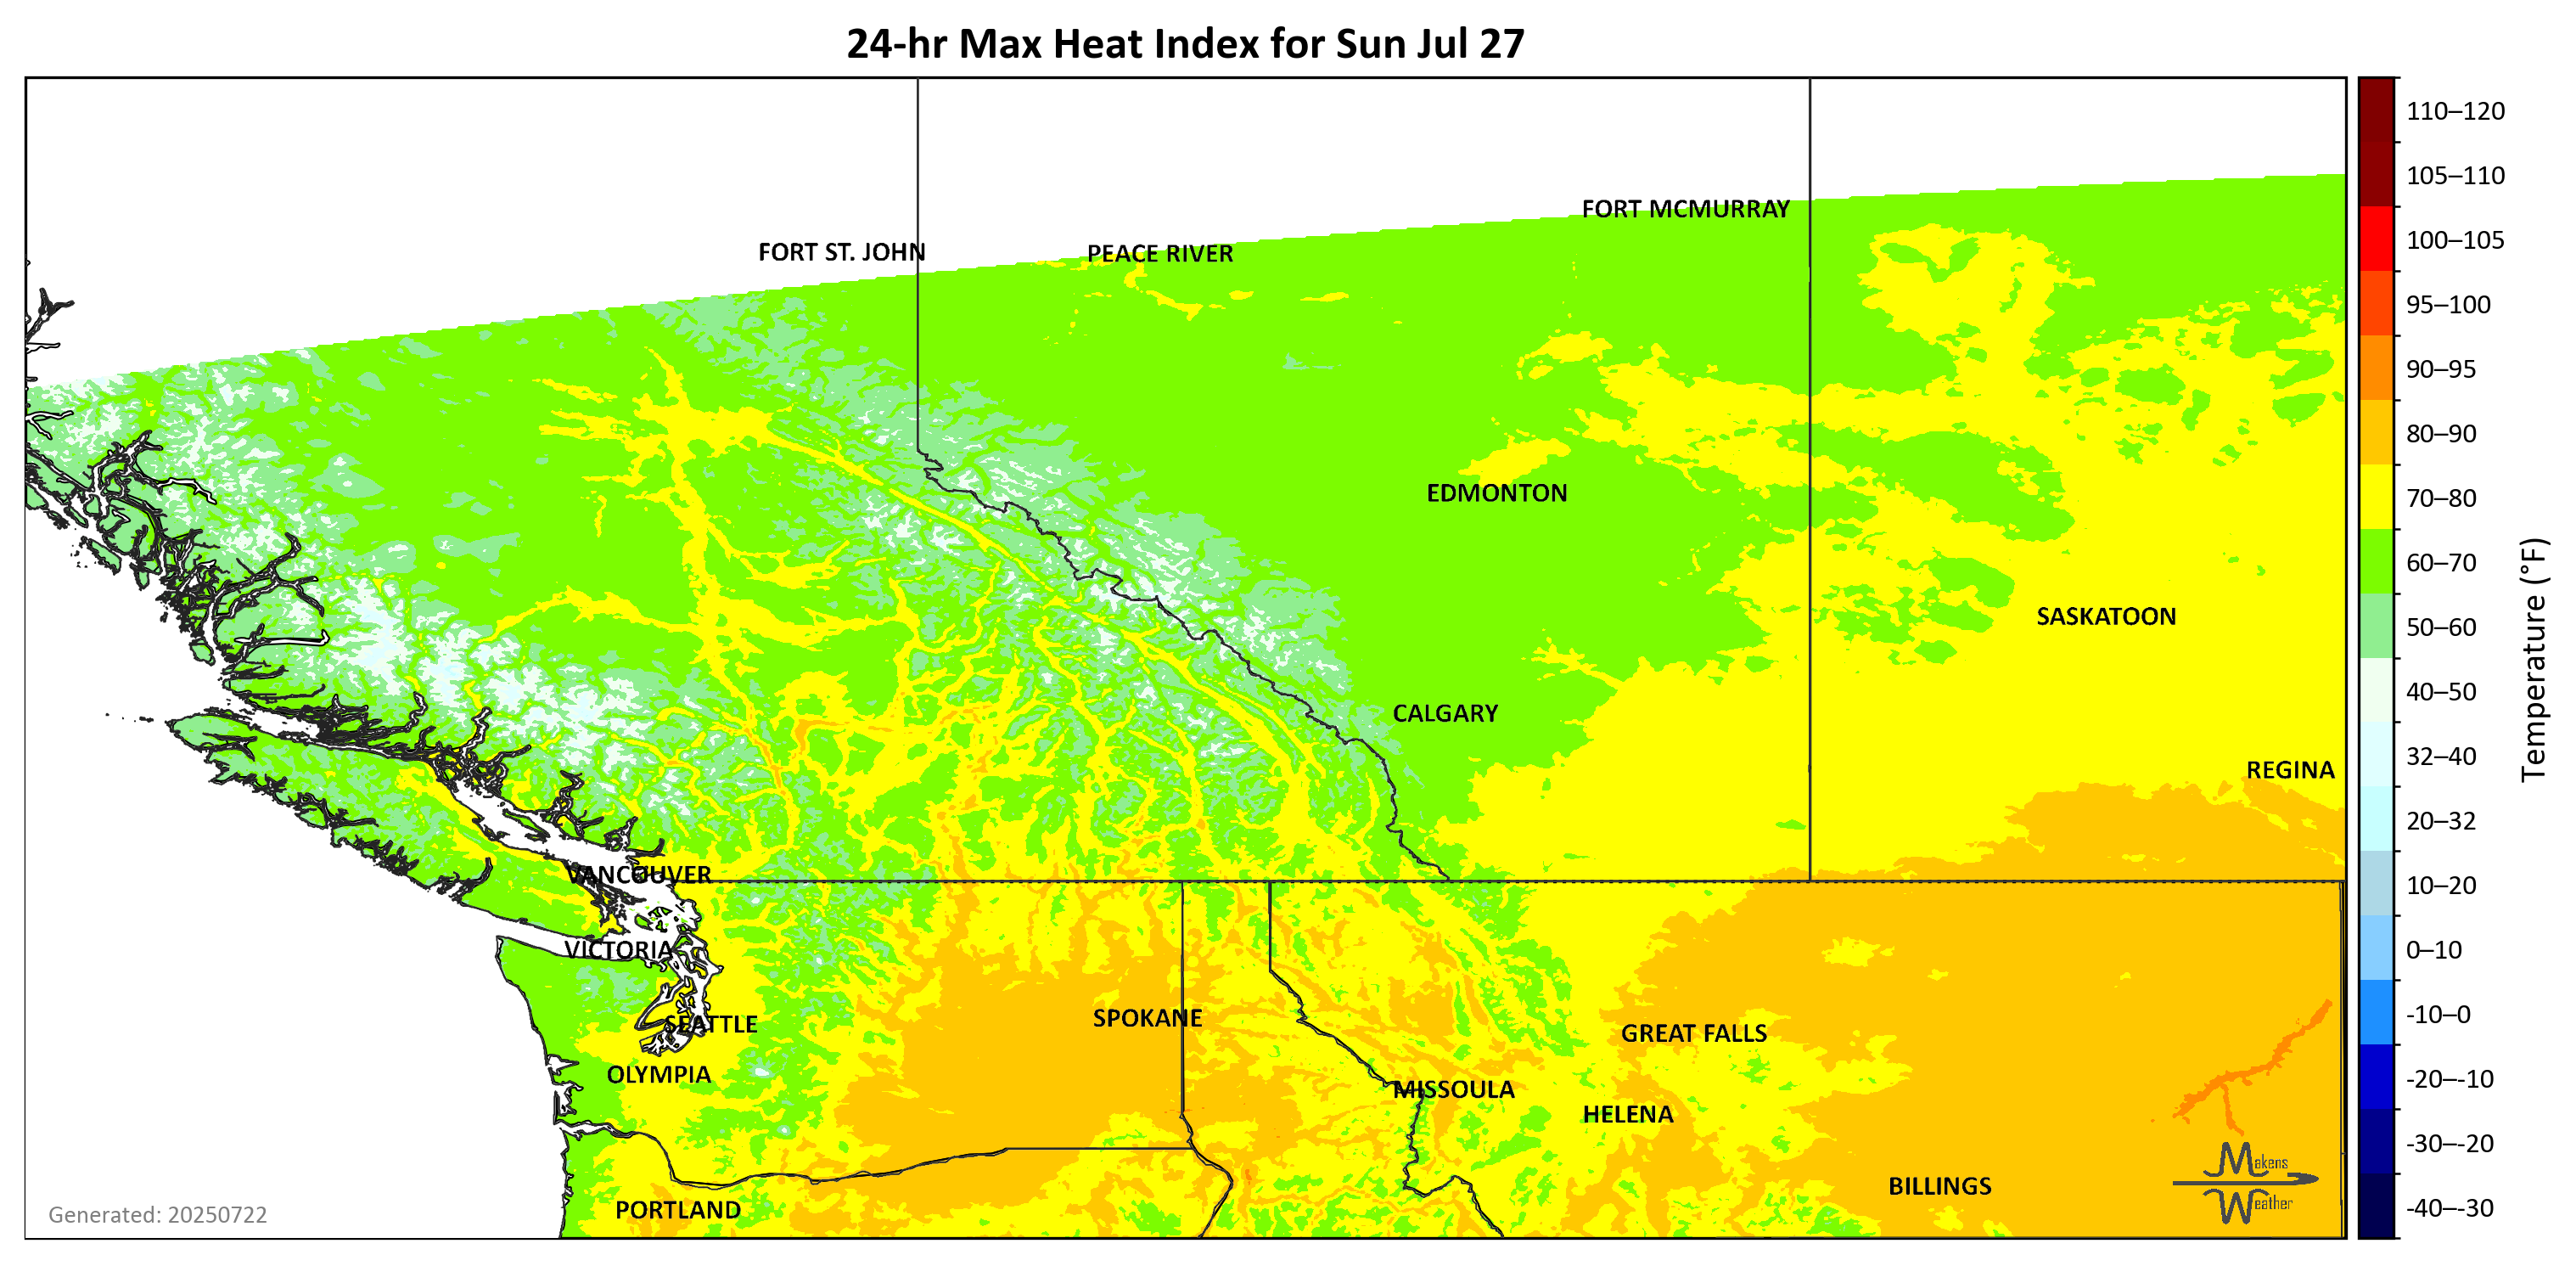 24-hr Max Heat Index for Sun Jul 27
110–120
105–110
FORT MCMURRAY
100–105
FORT ST. JOHN
PEACE RIVER
95–100
90–95
80–90
EDMONTON
70–80
60–70
SASKATOON
50–60
Temperature (°F)
40–50
CALGARY
32–40
REGINA
20–32
VANCOUVER
10–20
VICTORIA
0–10
SEATTLE
SPOKANE
-10–0
GREAT FALLS
OLYMPIA
-20–-10
MISSOULA
HELENA
-30–-20
Makens
Weather
BILLINGS
PORTLAND
-40–-30
Generated: 20250722